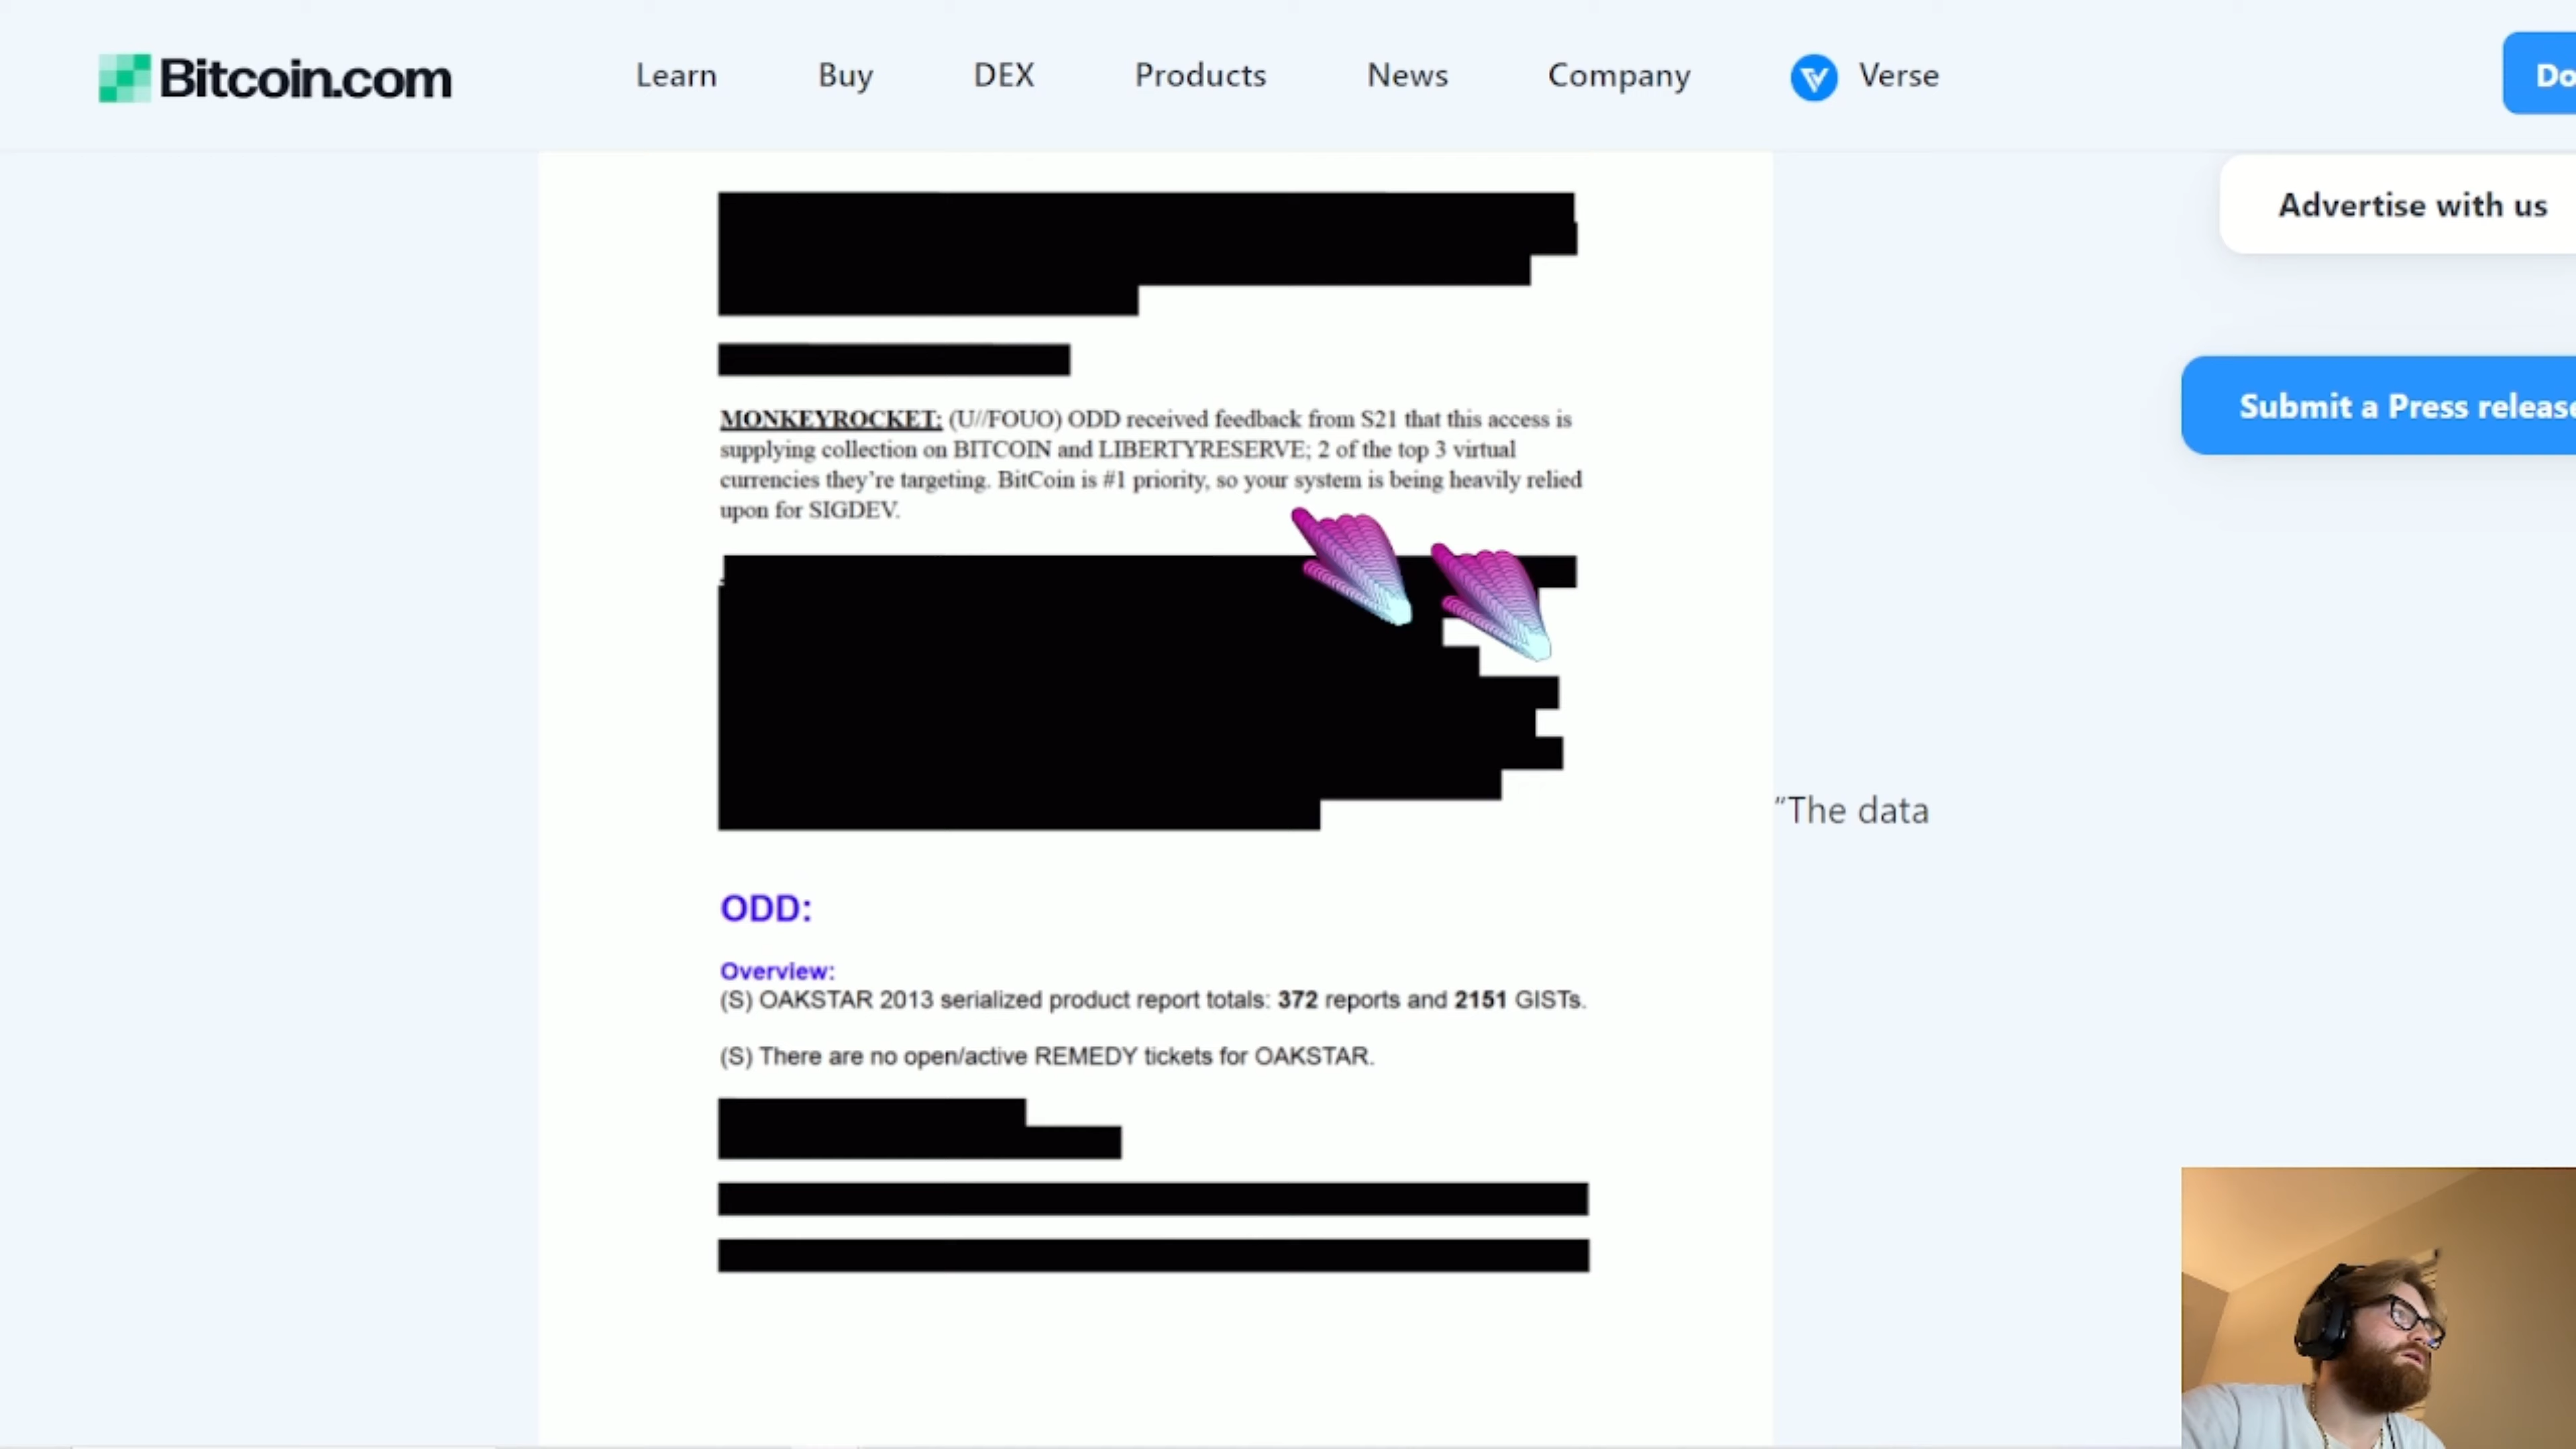 Bitcoin.com
Learn Buy DEX Products News Company Verse
Do
Advertise with us
Submit a Press release
MONKEYROCKET: (U//FOUO) ODD received feedback from S21 that this access is
supplying collection on BITCOIN and LIBERTYRESERVE; 2 of the top 3 virtual
currencies they're targeting. BitCoin is #1 priority, so your system is being heavily relied
upon for SIGDEV.
“The data
ODD:
Overview:
(S) OAKSTAR 2013 serialized product report totals: 372 reports and 2151 GISTs.
(S) There are no open/active REMEDY tickets for OAKSTAR.